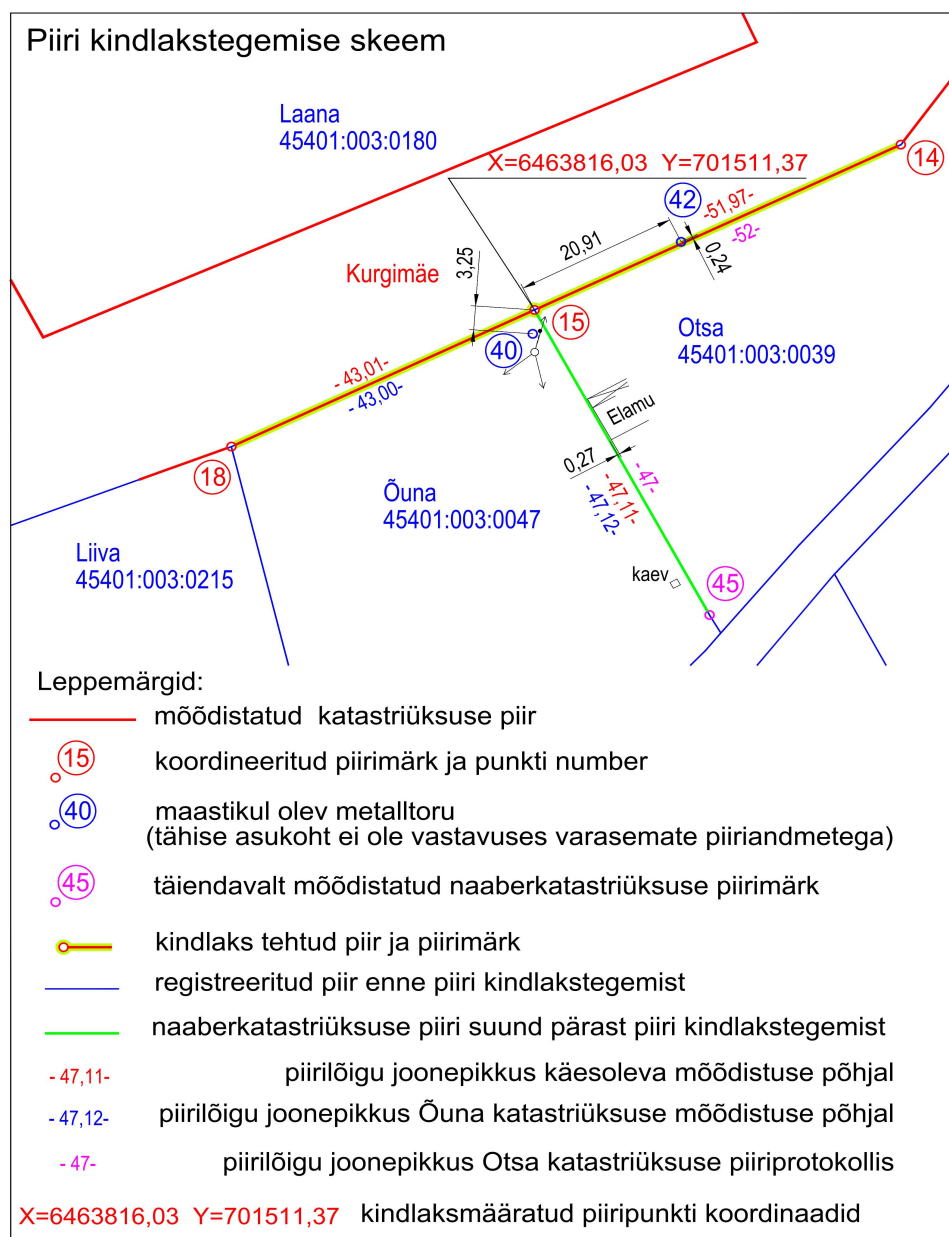 Piiri kindlakstegemise skeem
Laana
45401:003:0180
X=6463816,03 Y=701511,37
14
42
-51,97-
-52-
20,91
0,24
3,25
Kurgimäe
15
40
Otsa
45401:003:0039
- 43,01-
- 43,00-
Elamu
18
0,27
- 47-
- 47,11-
- 47,12-
Õuna
45401:003:0047
Liiva
45401:003:0215
kaev
45
Leppemärgid:
mõõdistatud katastriüksuse piir
15 koordineeritud piirimärk ja punkti number
40 maastikul olev metalltoru
(tähise asukoht ei ole vastavuses varasemate piiriandmetega)
45 täiendavalt mõõdistatud naaberkatastriüksuse piirimärk
kindlaks tehtud piir ja piirimärk
registreeritud piir enne piiri kindlakstegemist
naaberkatastriüksuse piiri suund pärast piiri kindlakstegemist
- 47,11- piirilõigu joonepikkus käesoleva mõõdistuse põhjal
- 47,12- piirilõigu joonepikkus Õuna katastriüksuse mõõdistuse põhjal
- 47- piirilõigu joonepikkus Otsa katastriüksuse piiriprotokollis
X=6463816,03 Y=701511,37 kindlaksmääratud piiripunkti koordinaadid